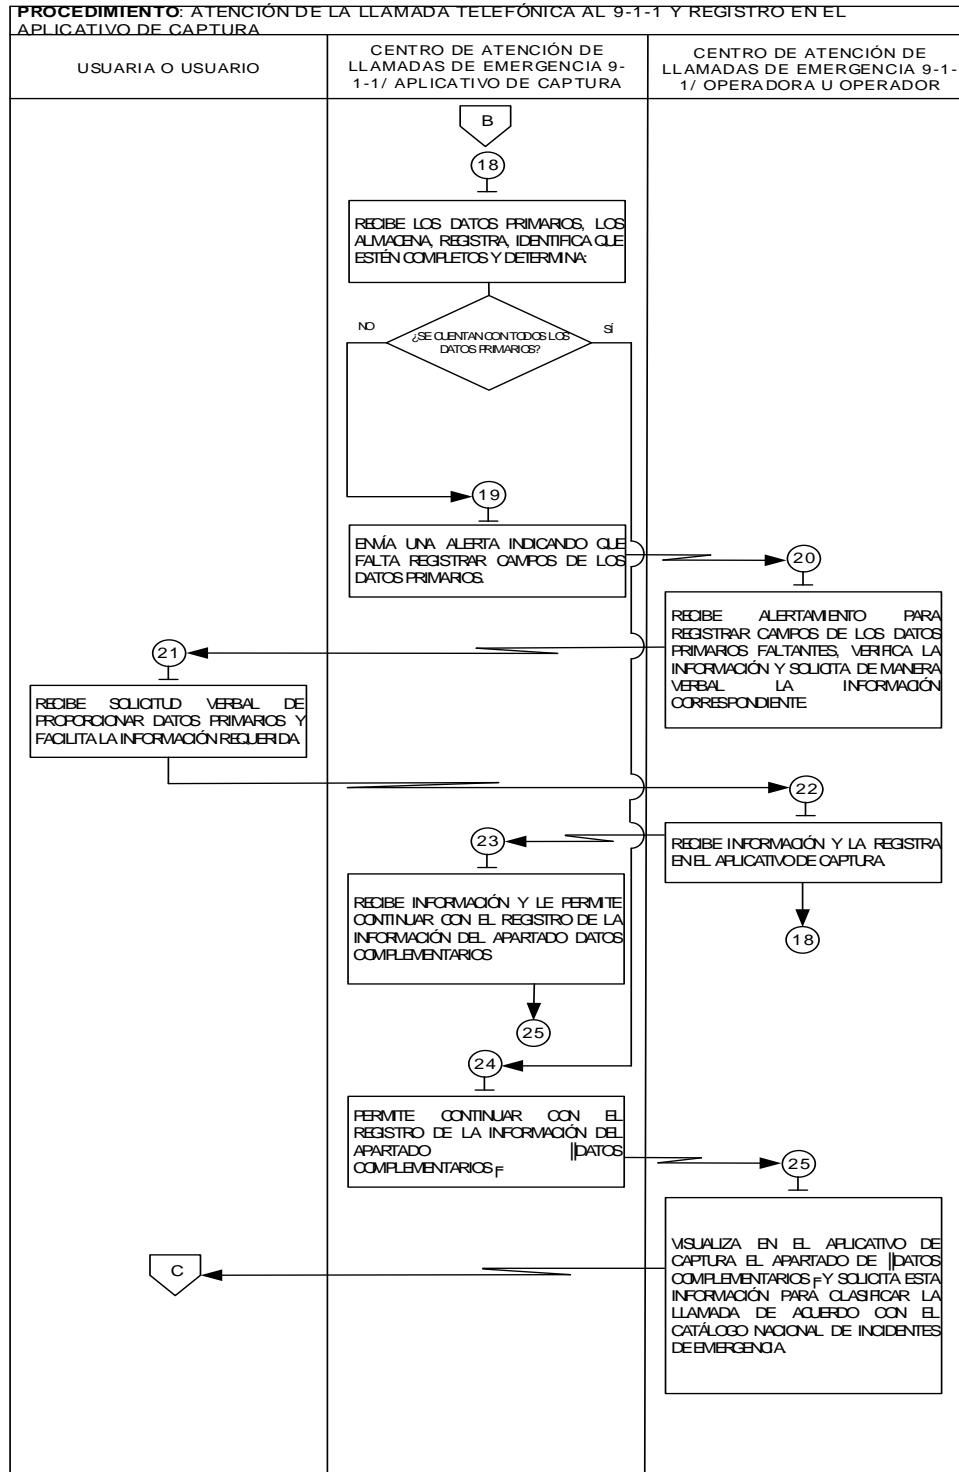 PROCEDIMIENTO: ATENCIÓN DE LA LLAMADA TELEFÓNICA AL 9-1-1 Y REGISTRO EN EL
APLICATIVO DE CAPTURA
USUARIA O USUARIO
CENTRO DE ATENCIÓN DE
LLAMADAS DE EMERGENCIA 9-
1-1/ APLICATIVO DE CAPTURA
CENTRO DE ATENCIÓN DE
LLAMADAS DE EMERGENCIA 9-1-
1/ OPERADORA U OPERADOR
B
18
RECIBE LOS DATOS PRIMARIOS, LOS
ALMACENA, REGISTRA, IDENTIFICA QUE
ESTÉN COMPLETOS Y DETERMINA:
NO
¿SE CUENTAN CON TODOS LOS
DATOS PRIMARIOS?
SÍ
19
ENVÍA UNA ALERTA INDICANDO QUE
FALTA REGISTRAR CAMPOS DE LOS
DATOS PRIMARIOS.
20
RECIBE ALERTAMIENTO PARA
REGISTRAR CAMPOS DE LOS DATOS
PRIMARIOS FALTANTES, VERIFICA LA
INFORMACIÓN Y SOLICITA DE MANERA
VERBAL LA INFORMACIÓN
CORRESPONDIENTE.
21
RECIBE SOLICITUD VERBAL DE
PROPORCIONAR DATOS PRIMARIOS Y
FACILITA LA INFORMACIÓN REQUERIDA.
22
RECIBE INFORMACIÓN Y LA REGISTRA
EN EL APLICATIVO DE CAPTURA.
18
23
RECIBE INFORMACIÓN Y LE PERMITE
CONTINUAR CON EL REGISTRO DE LA
INFORMACIÓN DEL APARTADO DATOS
COMPLEMENTARIOS
25
24
PERMITE CONTINUAR CON EL
REGISTRO DE LA INFORMACIÓN DEL
APARTADO ‖DATOS
COMPLEMENTARIOS╒
25
VISUALIZA EN EL APLICATIVO DE
CAPTURA EL APARTADO DE ‖DATOS
COMPLEMENTARIOS╒ Y SOLICITA ESTA
INFORMACIÓN PARA CLASIFICAR LA
LLAMADA DE ACUERDO CON EL
CATÁLOGO NACIONAL DE INCIDENTES
DE EMERGENCIA.
C